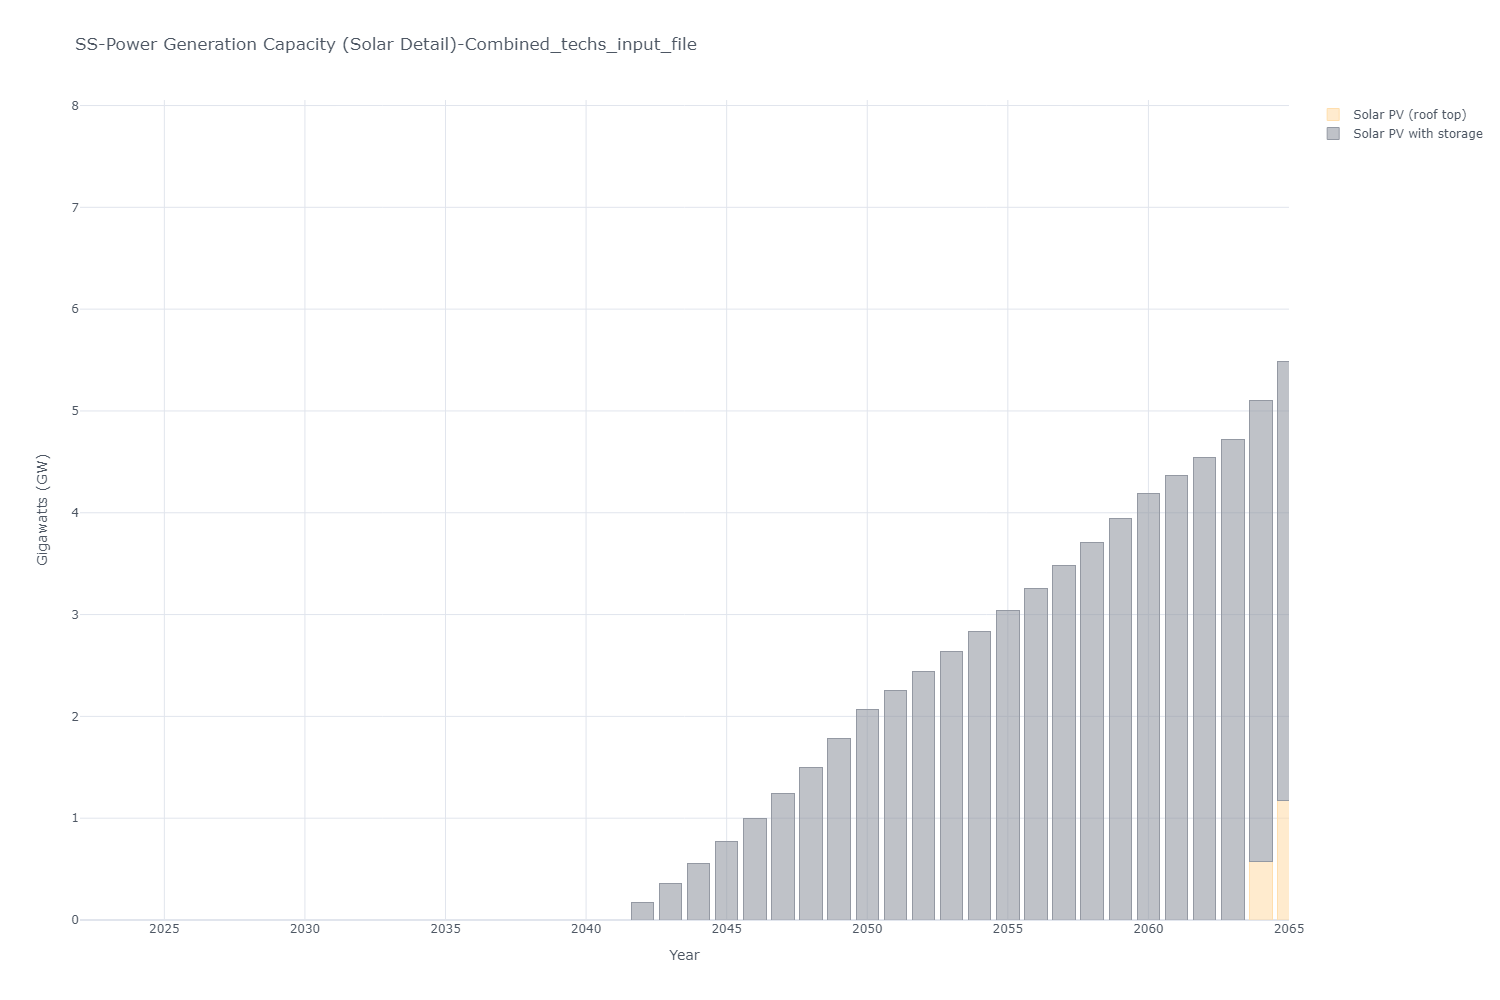 SS-Power Generation Capacity (Solar Detail)-Combined_techs_input_file
Solar PV (roof top)
Solar PV with storage
8
7
6
5
4
3
2
1
0
Gigawatts (GW)
2025 2030 2035 2040 2045 2050 2055 2060 2065
Year